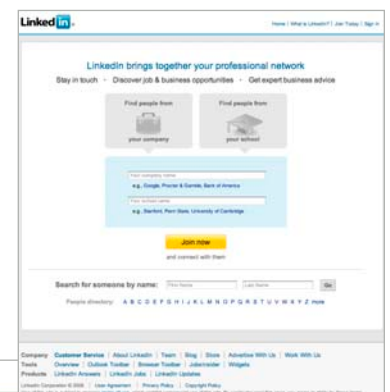 Linked in
Home | What is LinkedIn? | Join Today | Sign In
LinkedIn brings together your professional network
Stay in touch · Discover job & business opportunities · Get expert business advice
Find people from your company
Find people from your school
Your company name
e.g., Google, Procter & Gamble, Bank of America
Your school name
e.g., Stanford, Penn State, University of Cambridge
Join now
and connect with them
Search for someone by name: First Name Last Name Go
People directory: A B C D E F G H I J K L M N O P Q R S T U V W X Y Z more
Company Customer Service | About LinkedIn | Team | Blog | Store | Advertise With Us | Work With Us
Tools Overview | Outlook Toolbar | Browser Toolbar | JobsInsider | Widgets
Products LinkedIn Answers | LinkedIn Jobs | LinkedIn Updates
LinkedIn Corporation © 2008 | User Agreement | Privacy Policy | Copyright Policy